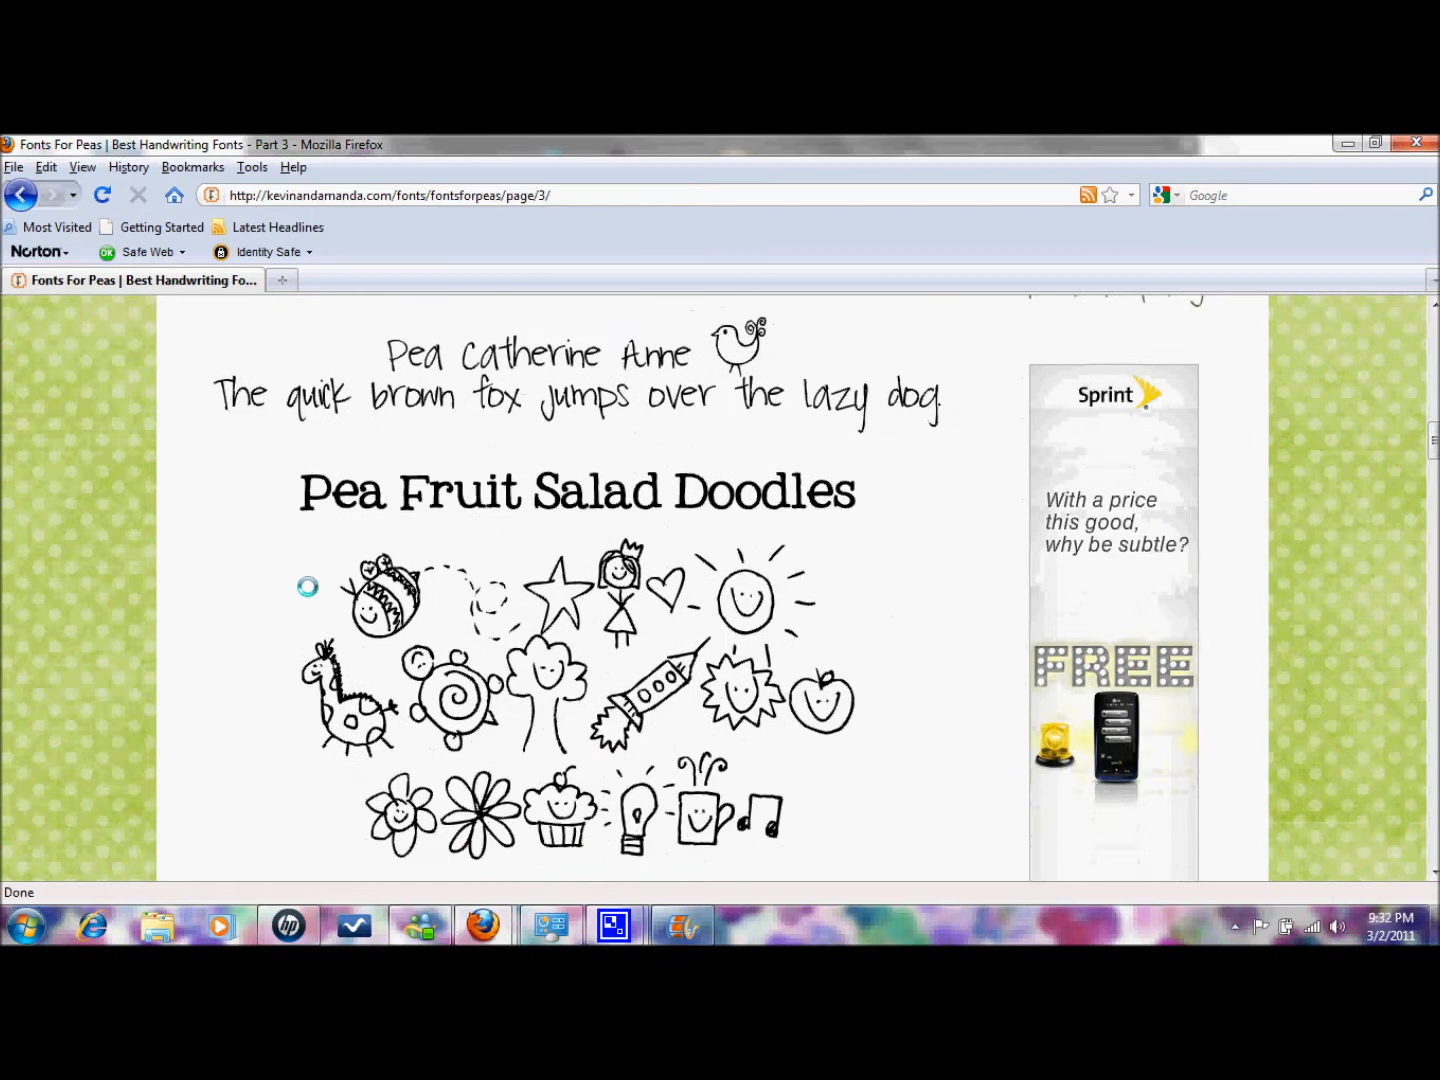 Fonts For Peas | Best Handwriting Fonts - Part 3 - Mozilla Firefox
File Edit View History Bookmarks Tools Help
http://kevinandamanda.com/fonts/fontsforpeas/page/3/ Google
Most Visited Getting Started Latest Headlines
Norton OK Safe Web Identity Safe
Fonts For Peas | Best Handwriting Fo...
Pea Catherine Anne
The quick brown fox jumps over the lazy dog.
Pea Fruit Salad Doodles
Sprint
With a price
this good,
why be subtle?
FREE
Done
hp
9:32 PM
3/2/2011